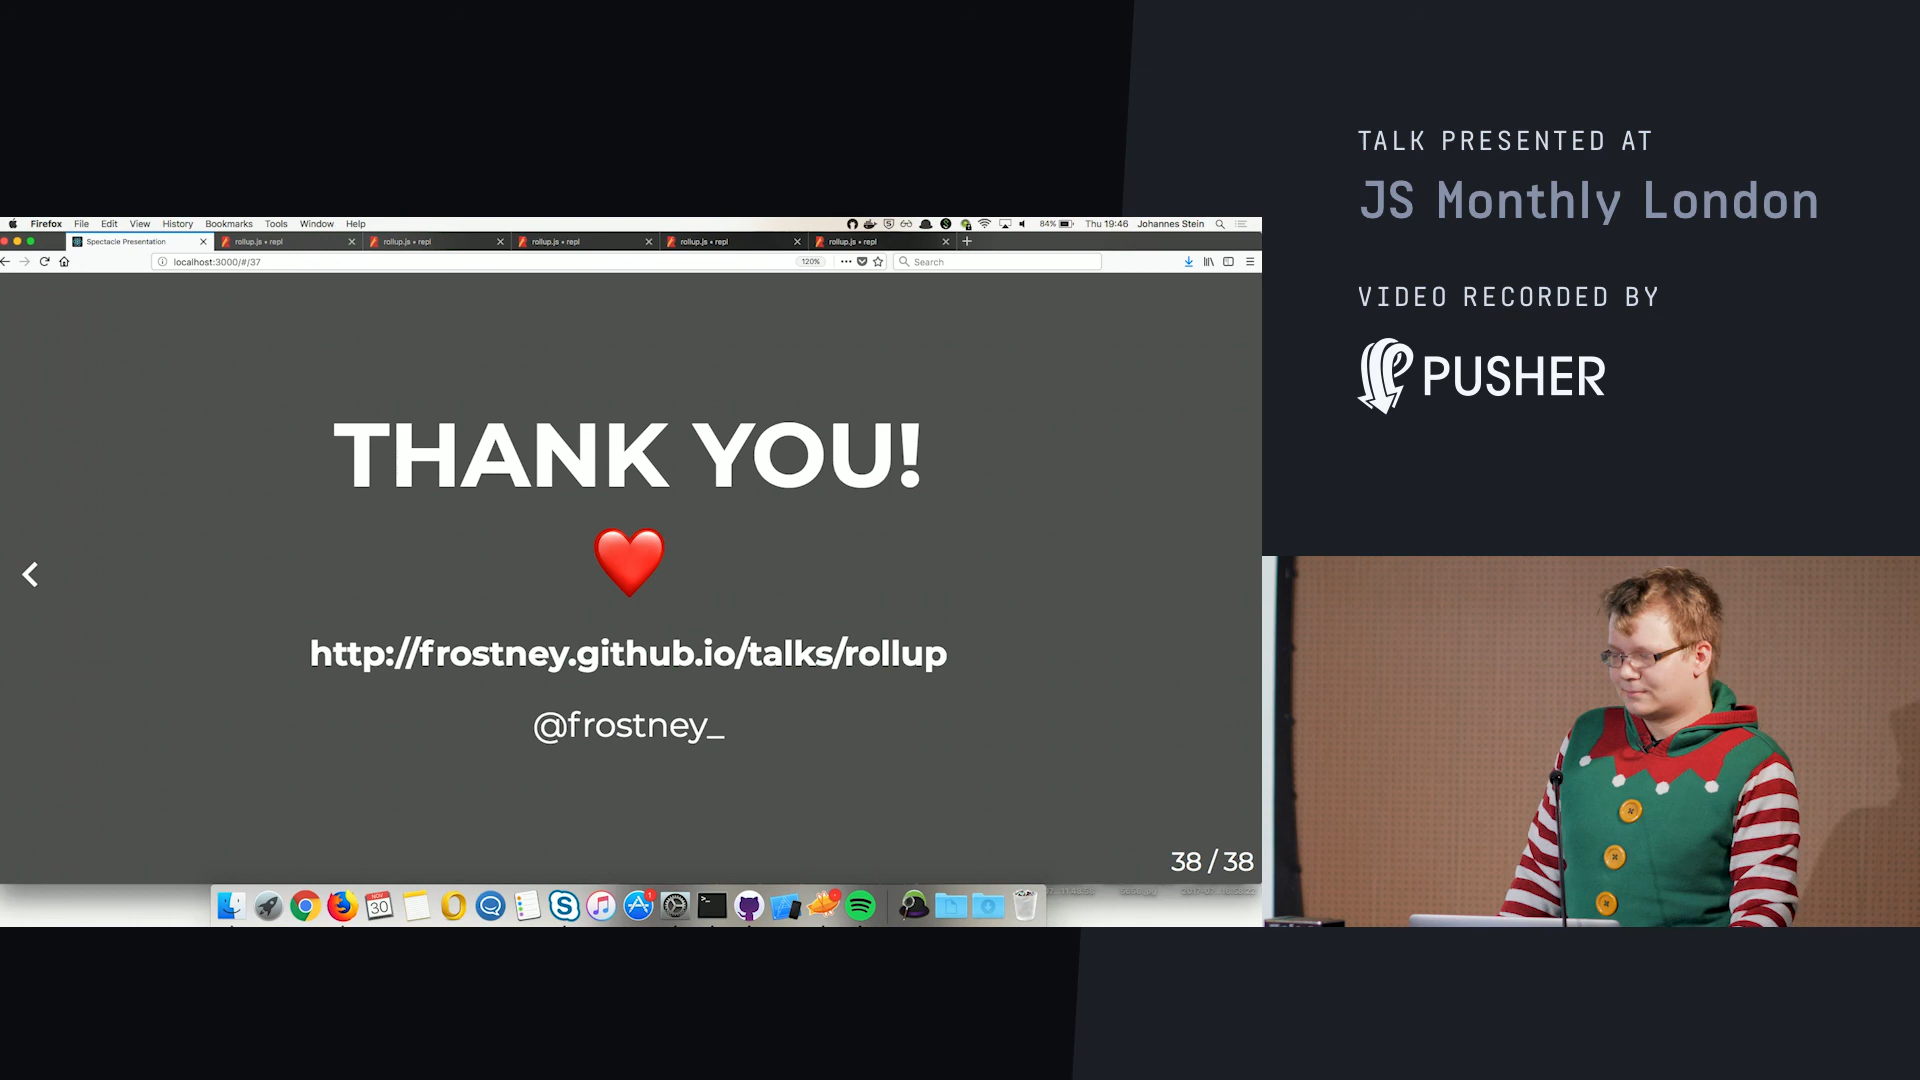 TALK PRESENTED AT
JS Monthly London
VIDEO RECORDED BY
PUSHER
Firefox File Edit View History Bookmarks Tools Window Help
84% Thu 19:46 Johannes Stein
Spectacle Presentation
rollup.js • repl
rollup.js • repl
rollup.js • repl
rollup.js • repl
rollup.js • repl
localhost:3000/#/37
120%
Search
THANK YOU!
http://frostney.github.io/talks/rollup
@frostney_
38 / 38
NOV
30
1